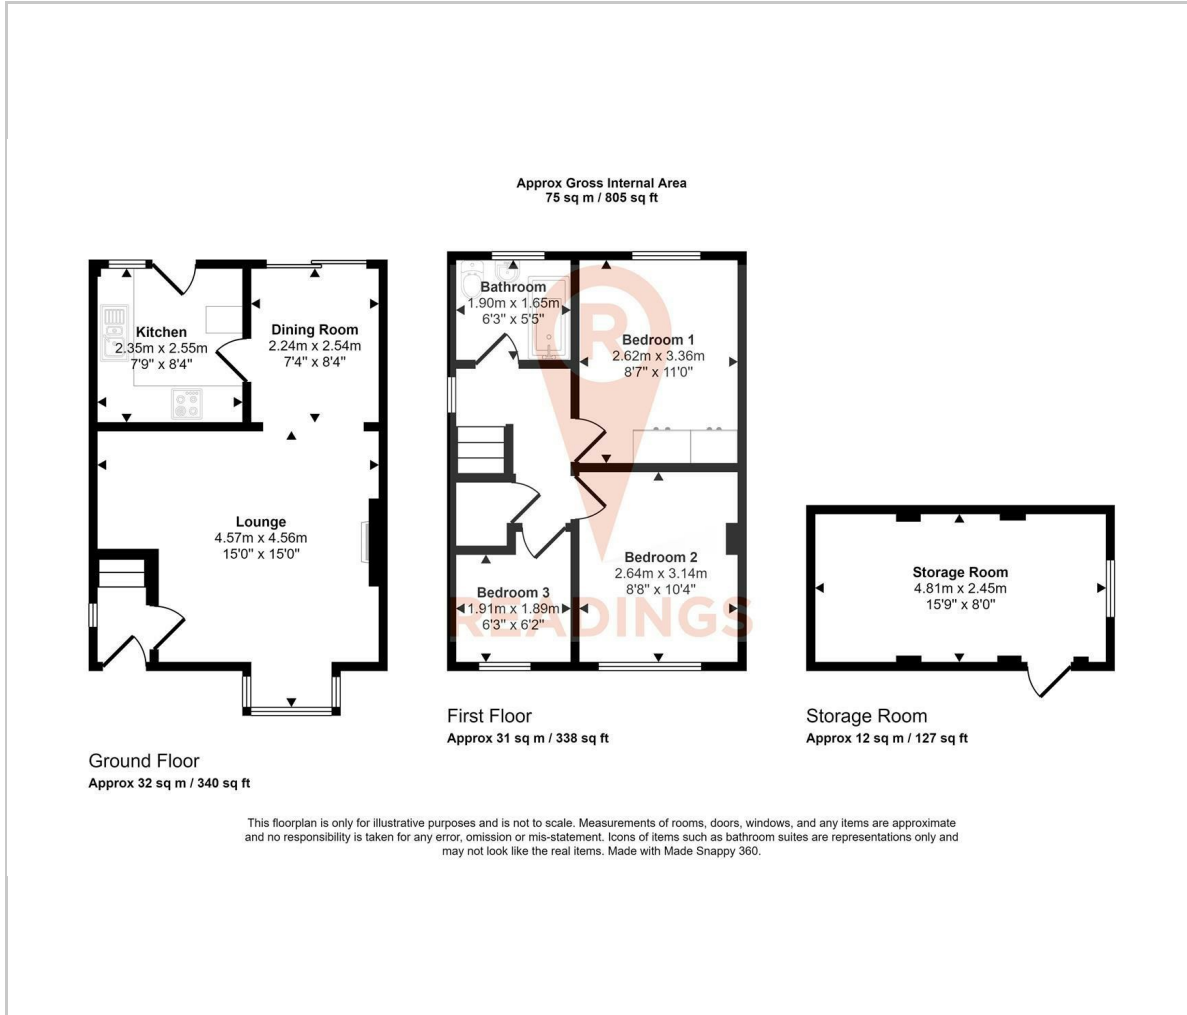 Approx Gross Internal Area
75 sq m / 805 sq ft
Kitchen
2.35m x 2.55m
7'9" x 8'4"
Dining Room
2.24m x 2.54m
7'4" x 8'4"
Lounge
4.57m x 4.56m
15'0" x 15'0"
Ground Floor
Approx 32 sq m / 340 sq ft
Bathroom
1.90m x 1.65m
6'3" x 5'5"
Bedroom 1
2.62m x 3.36m
8'7" x 11'0"
Bedroom 2
2.64m x 3.14m
8'8" x 10'4"
Bedroom 3
1.91m x 1.89m
6'3" x 6'2"
R
READINGS
First Floor
Approx 31 sq m / 338 sq ft
Storage Room
4.81m x 2.45m
15'9" x 8'0"
Storage Room
Approx 12 sq m / 127 sq ft
This floorplan is only for illustrative purposes and is not to scale. Measurements of rooms, doors, windows, and any items are approximate
and no responsibility is taken for any error, omission or mis-statement. Icons of items such as bathroom suites are representations only and
may not look like the real items. Made with Made Snappy 360.